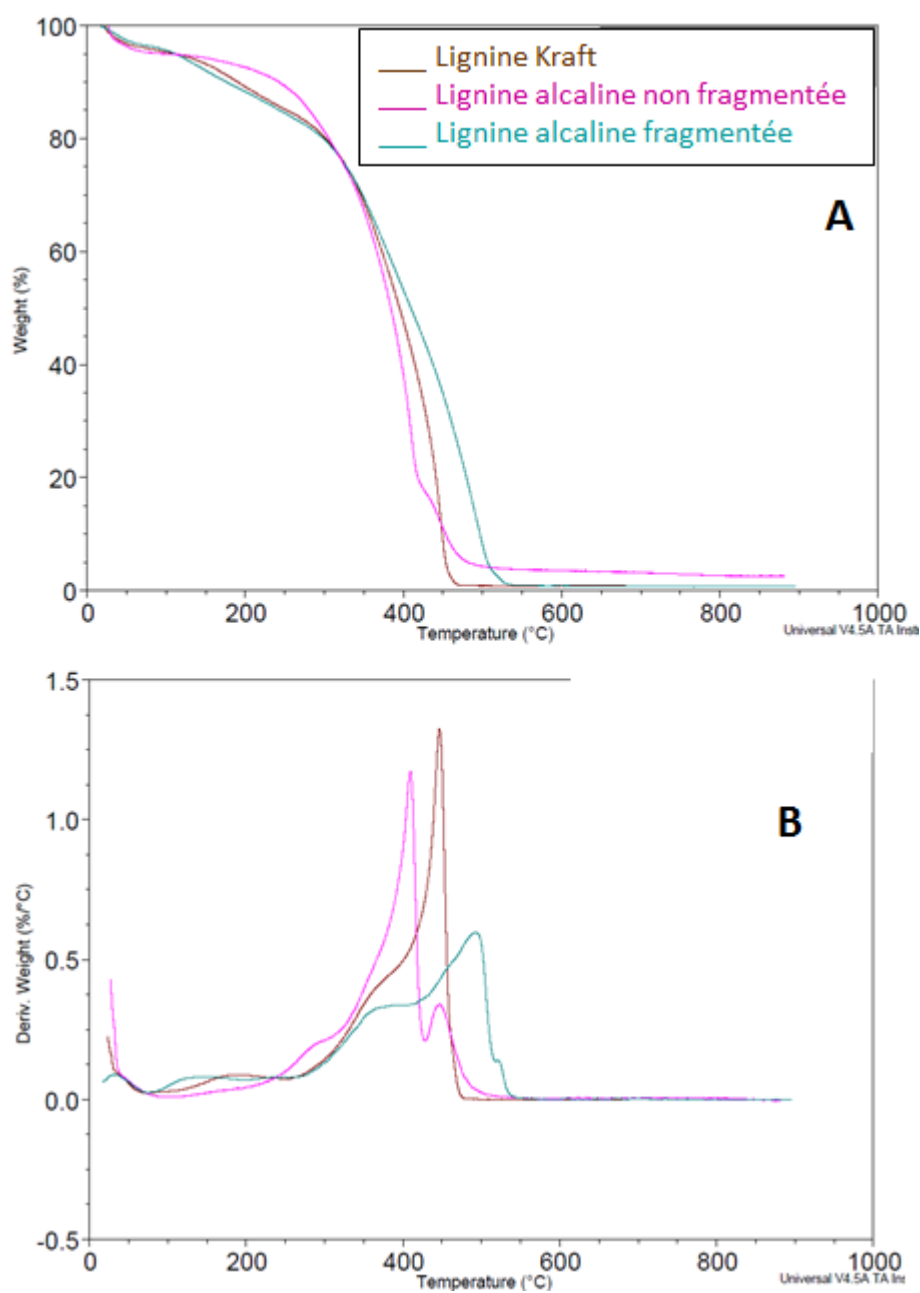 100
80
60
40
20
0
Weight (%)
Lignine Kraft
Lignine alcaline non fragmentée
Lignine alcaline fragmentée
A
0
200
400
600
800
1000
Temperature (°C)
Universal V4.5A TA Inst
1.5
1.0
0.5
0.0
-0.5
Deriv. Weight (%/°C)
B
0
200
400
600
800
1000
Temperature (°C)
Universal V4.5A TA Ins